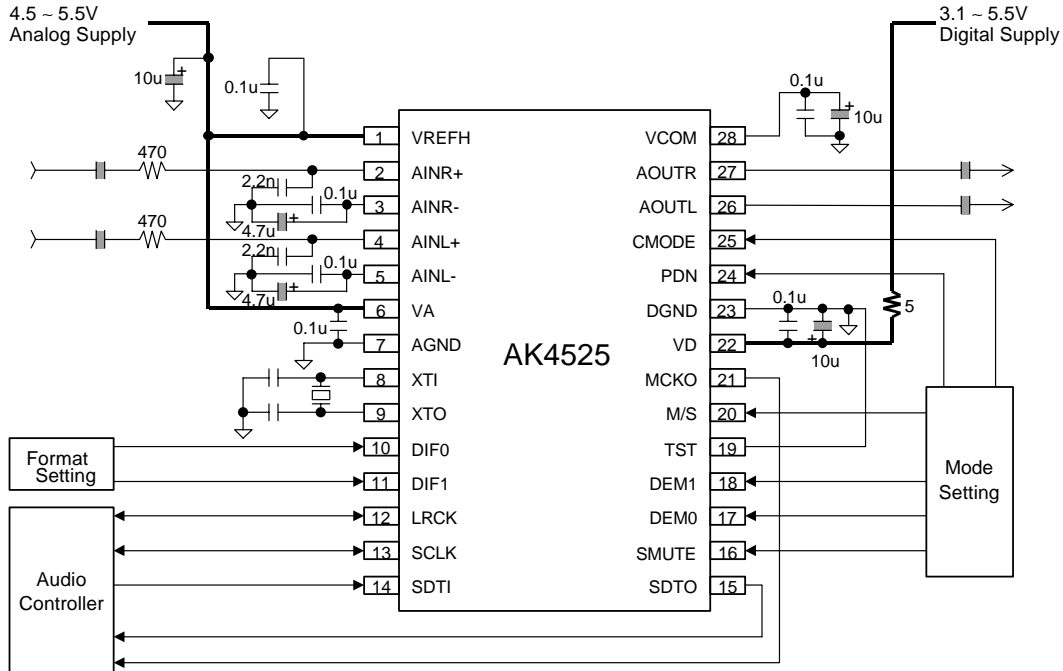 4.5 ~ 5.5V
Analog Supply
3.1 ~ 5.5V
Digital Supply
10u
+
0.1u
0.1u
+
10u
1
VREFH
VCOM
28
470
2
AINR+
AOUTR
27
2.2n
0.1u
3
AINR-
AOUTL
26
+
4.7u
470
4
AINL+
CMODE
25
2.2n
0.1u
5
AINL-
PDN
24
+
4.7u
6
VA
DGND
23
0.1u
5
0.1u
7
AGND
VD
22
+
10u
AK4525
8
XTI
MCKO
21
9
XTO
M/S
20
Format
Setting
10
DIF0
TST
19
11
DIF1
DEM1
18
Mode
Setting
12
LRCK
DEM0
17
13
SCLK
SMUTE
16
Audio
Controller
14
SDTI
SDTO
15